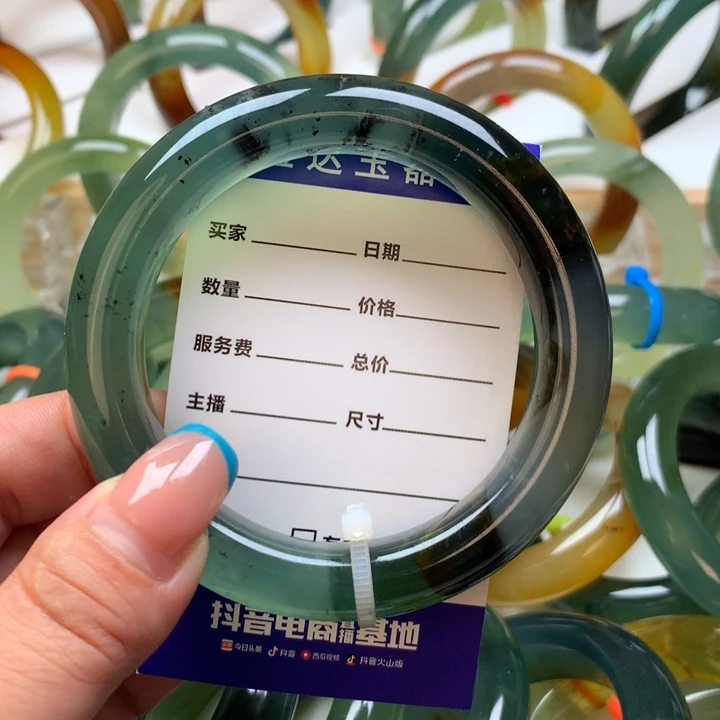 达玉器
买家 日期
数量 价格
服务费 总价
主播 尺寸
抖音电商直播基地
今日头条 抖音 西瓜视频 抖音火山版